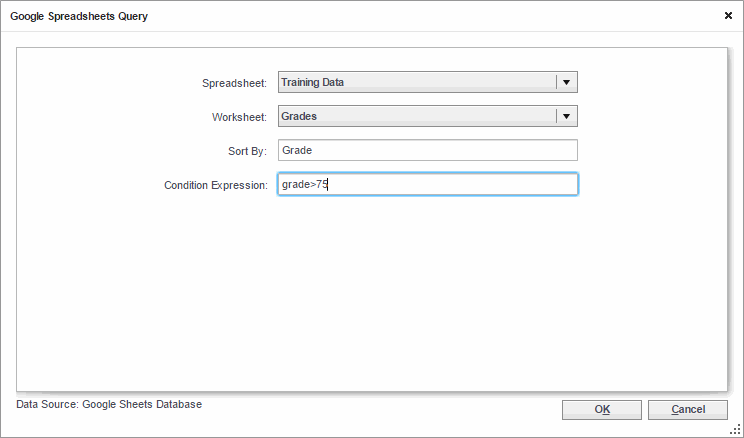 Google Spreadsheets Query
Spreadsheet: Training Data
Worksheet: Grades
Sort By: Grade
Condition Expression: grade>75
Data Source: Google Sheets Database
OK Cancel